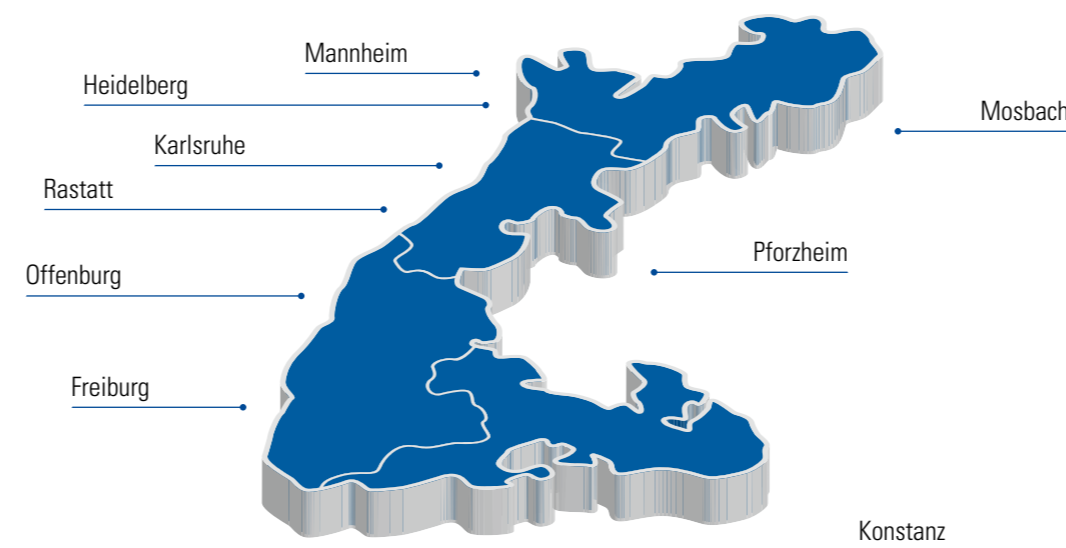 Mannheim
Heidelberg
Mosbach
Karlsruhe
Rastatt
Pforzheim
Offenburg
Freiburg
Konstanz